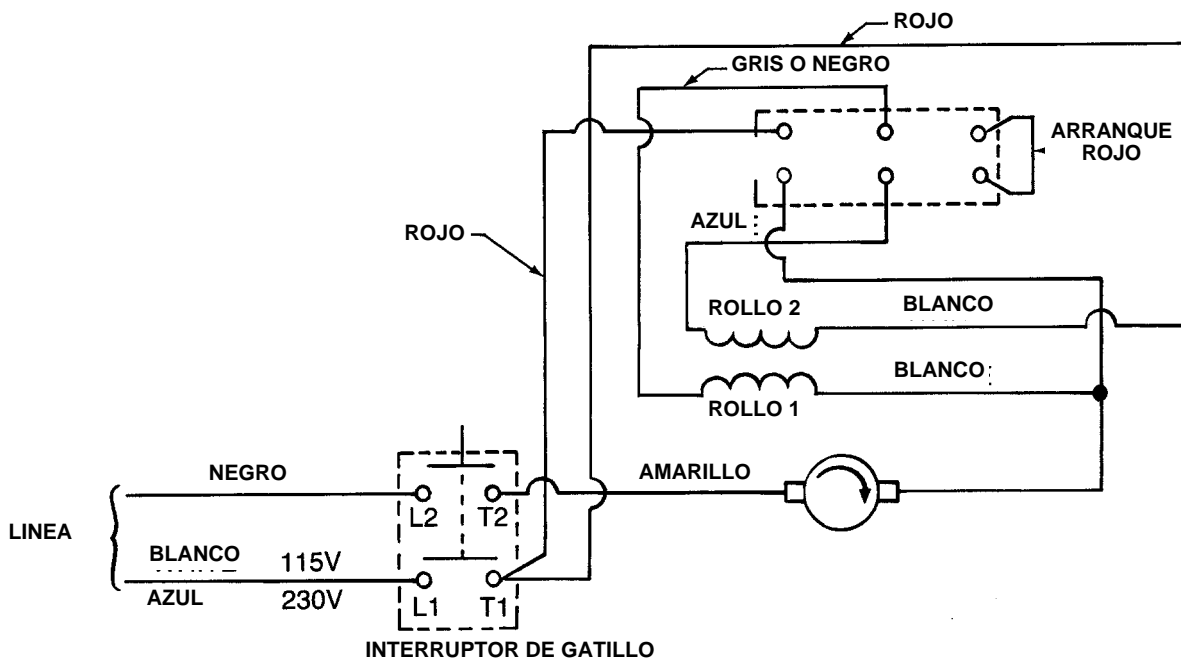 ROJO
GRIS O NEGRO
ARRANQUE
ROJO
AZUL
ROJO
ROLLO 2
BLANCO
BLANCO
ROLLO 1
NEGRO
AMARILLO
LINEA
L2
T2
BLANCO
115V
AZUL
230V
L1
T1
INTERRUPTOR DE GATILLO